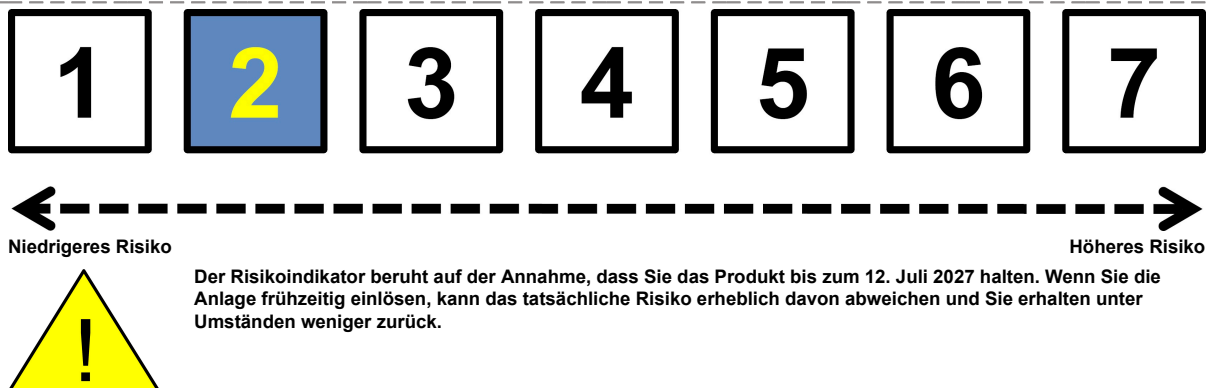 1 2 3 4 5 6 7
Niedrigeres Risiko Höheres Risiko
Der Risikoindikator beruht auf der Annahme, dass Sie das Produkt bis zum 12. Juli 2027 halten. Wenn Sie die
Anlage frühzeitig einlösen, kann das tatsächliche Risiko erheblich davon abweichen und Sie erhalten unter
Umständen weniger zurück.
!